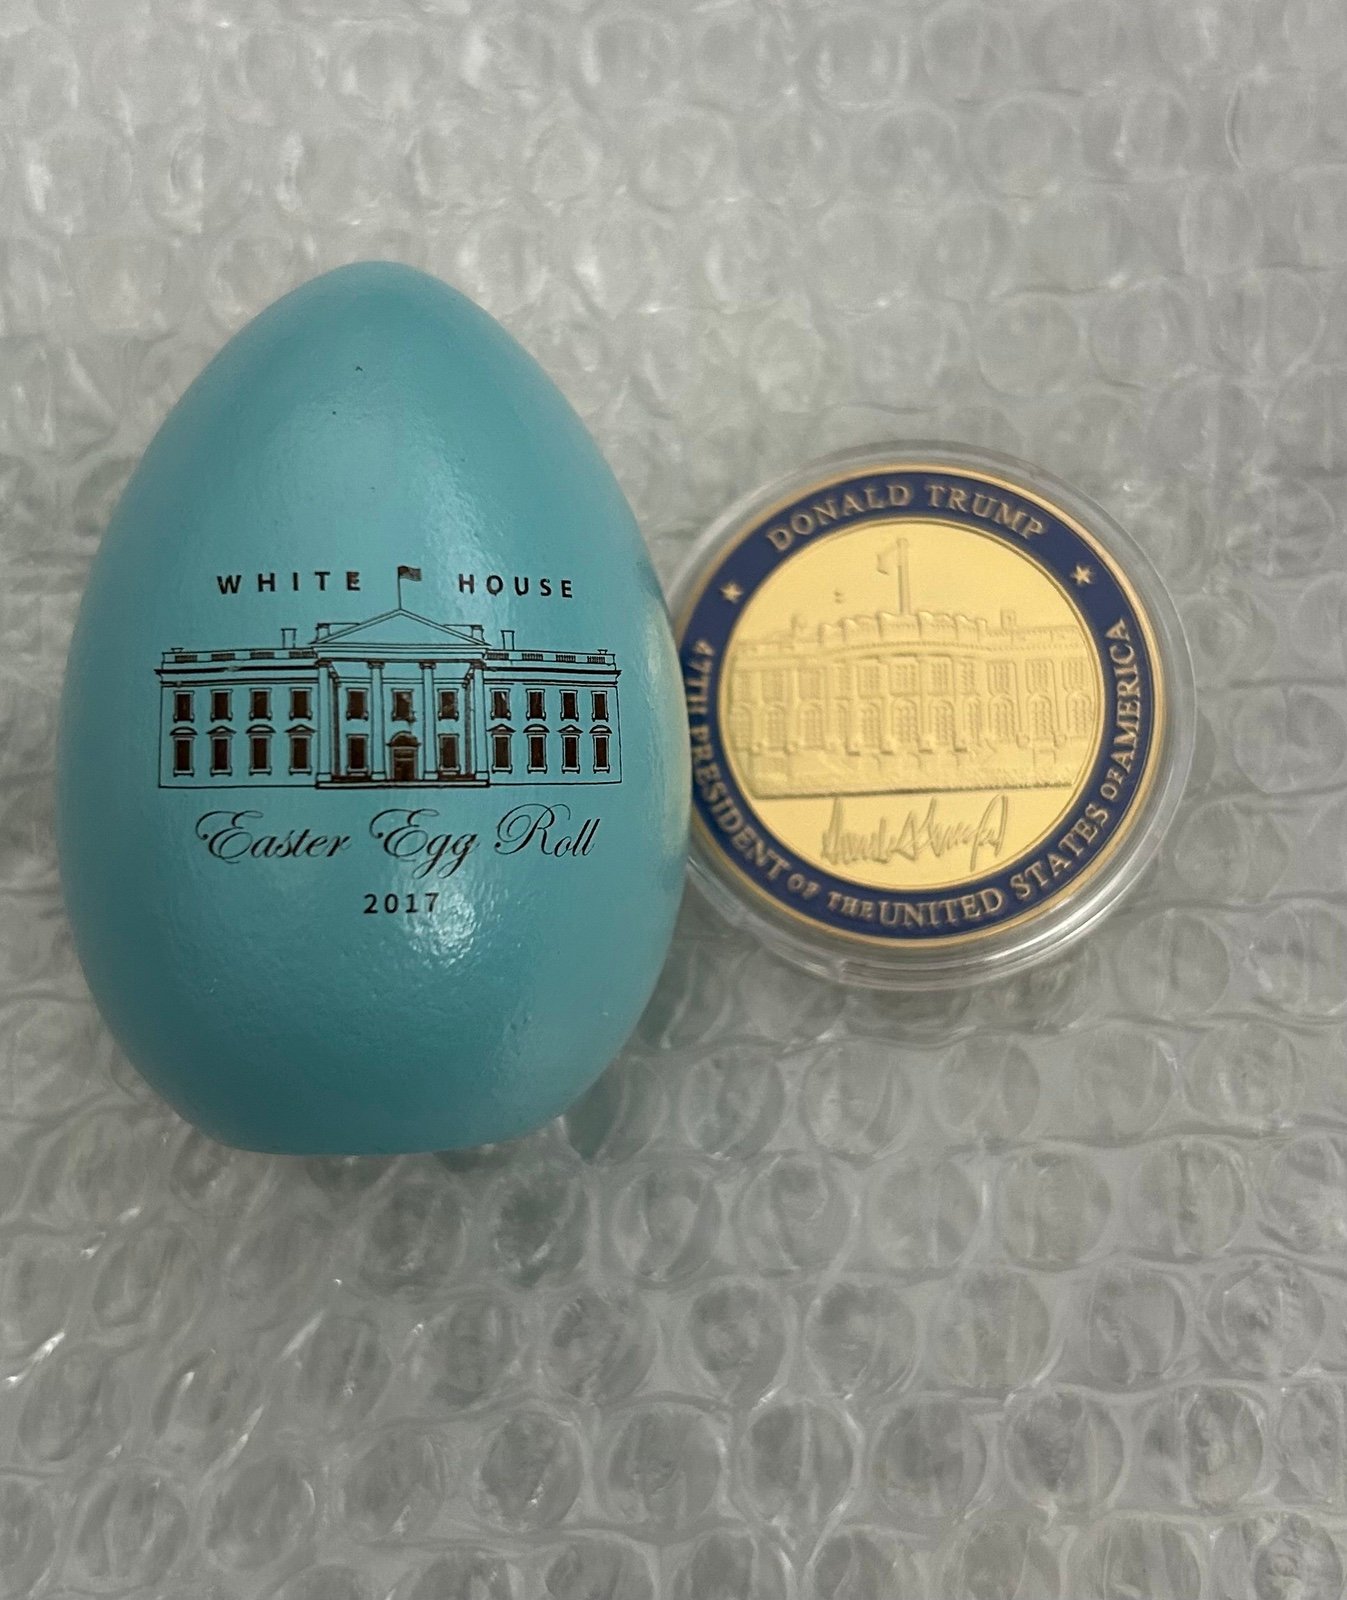 WHITE HOUSE
Easter Egg Roll
2017
DONALD TRUMP
47TH PRESIDENT OF THE UNITED STATES OF AMERICA